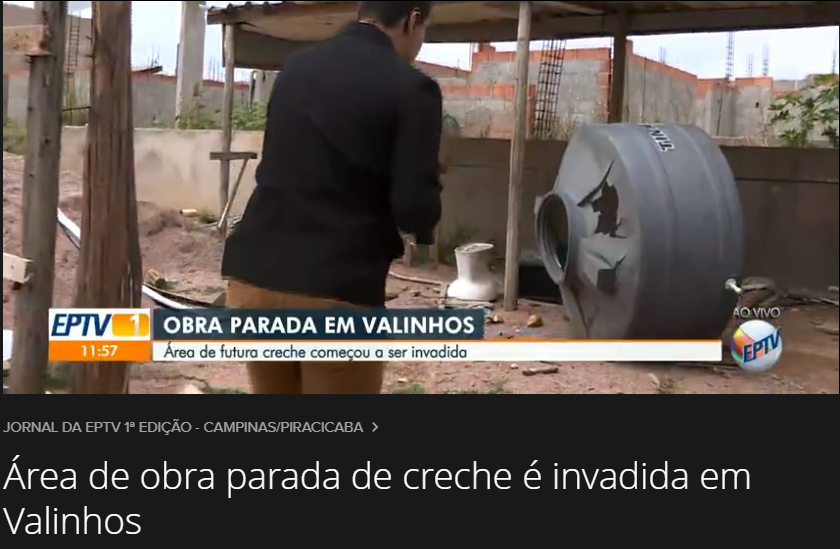 EPTV 1
OBRA PARADA EM VALINHOS
11:57
Área de futura creche começou a ser invadida
AO VIVO
EPTV
JORNAL DA EPTV 1ª EDIÇÃO - CAMPINAS/PIRACICABA >
Área de obra parada de creche é invadida em
Valinhos